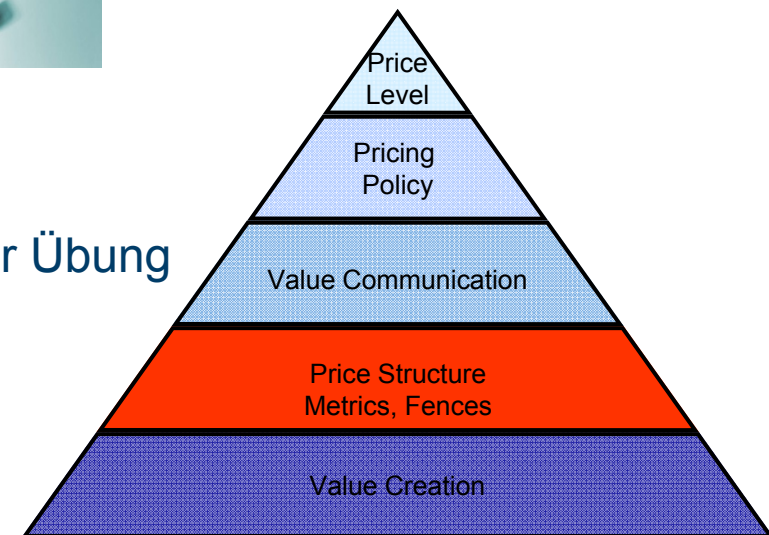 Price
Level
Pricing
Policy
r Übung
Value Communication
Price Structure
Metrics, Fences
Value Creation